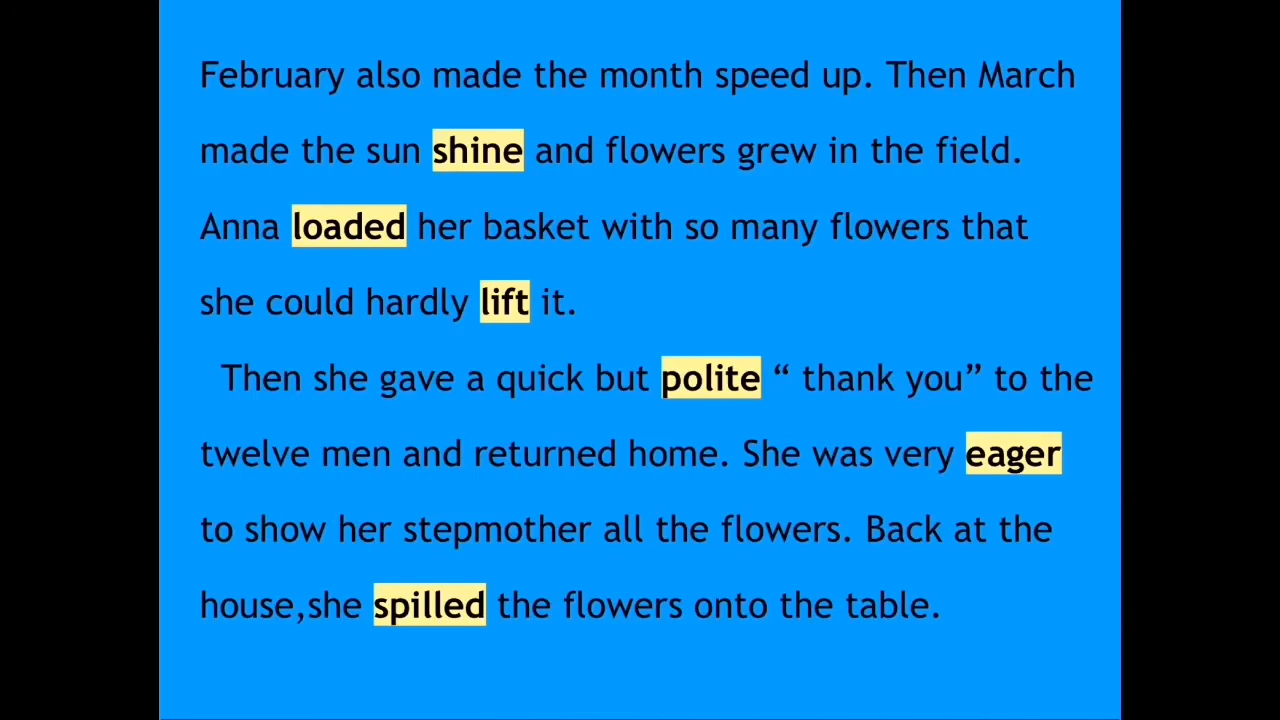 February also made the month speed up. Then March
made the sun shine and flowers grew in the field.
Anna loaded her basket with so many flowers that
she could hardly lift it.
Then she gave a quick but polite “ thank you” to the
twelve men and returned home. She was very eager
to show her stepmother all the flowers. Back at the
house,she spilled the flowers onto the table.